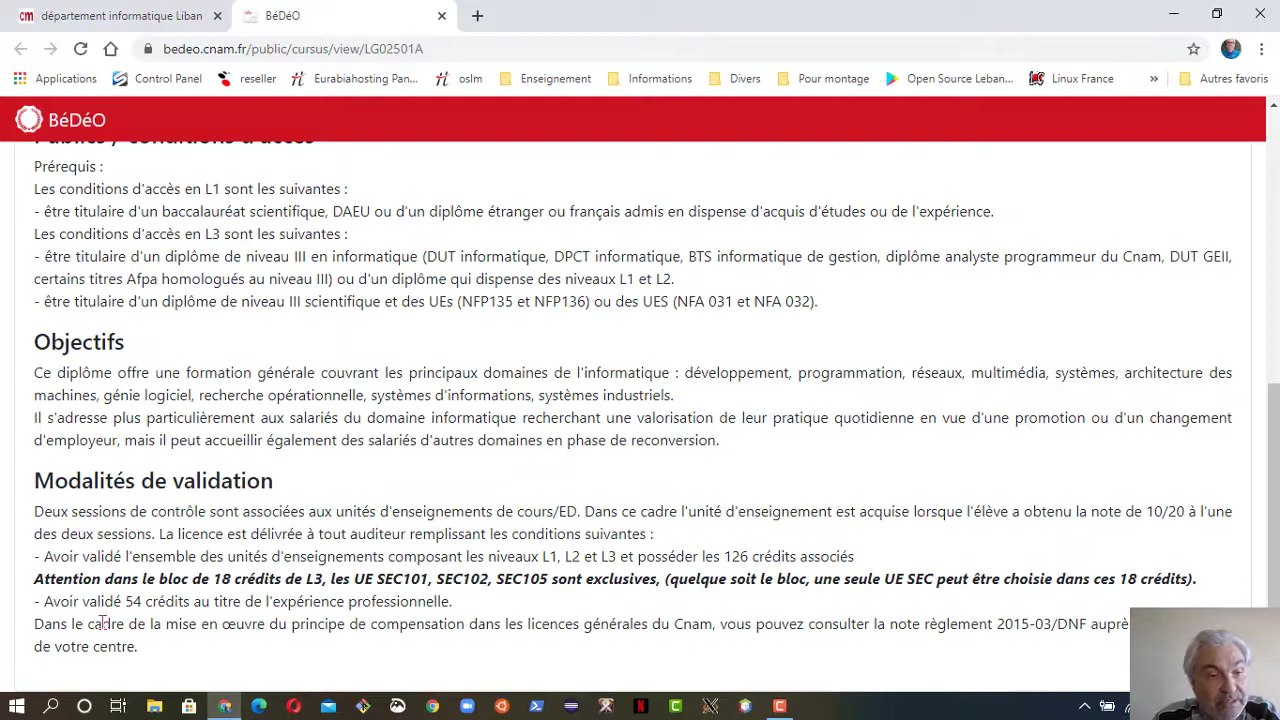 département informatique Liban
BéDéO
bedeo.cnam.fr/public/cursus/view/LG02501A
Applications
Control Panel
reseller
Eurabiahosting Pan...
oslm
Enseignement
Informations
Divers
Pour montage
Open Source Leban...
Linux France
»
Autres favoris
BéDéO
Publics / conditions d'accès
Prérequis :
Les conditions d'accès en L1 sont les suivantes :
- être titulaire d'un baccalauréat scientifique, DAEU ou d'un diplôme étranger ou français admis en dispense d'acquis d'études ou de l'expérience.
Les conditions d'accès en L3 sont les suivantes :
- être titulaire d'un diplôme de niveau III en informatique (DUT informatique, DPCT informatique, BTS informatique de gestion, diplôme analyste programmeur du Cnam, DUT GEII,
certains titres Afpa homologués au niveau III) ou d'un diplôme qui dispense des niveaux L1 et L2.
- être titulaire d'un diplôme de niveau III scientifique et des UEs (NFP135 et NFP136) ou des UES (NFA 031 et NFA 032).
Objectifs
Ce diplôme offre une formation générale couvrant les principaux domaines de l'informatique : développement, programmation, réseaux, multimédia, systèmes, architecture des
machines, génie logiciel, recherche opérationnelle, systèmes d'informations, systèmes industriels.
Il s'adresse plus particulièrement aux salariés du domaine informatique recherchant une valorisation de leur pratique quotidienne en vue d'une promotion ou d'un changement
d'employeur, mais il peut accueillir également des salariés d'autres domaines en phase de reconversion.
Modalités de validation
Deux sessions de contrôle sont associées aux unités d'enseignements de cours/ED. Dans ce cadre l'unité d'enseignement est acquise lorsque l'élève a obtenu la note de 10/20 à l'une
des deux sessions. La licence est délivrée à tout auditeur remplissant les conditions suivantes :
- Avoir validé l'ensemble des unités d'enseignements composant les niveaux L1, L2 et L3 et posséder les 126 crédits associés
Attention dans le bloc de 18 crédits de L3, les UE SEC101, SEC102, SEC105 sont exclusives, (quelque soit le bloc, une seule UE SEC peut être choisie dans ces 18 crédits).
- Avoir validé 54 crédits au titre de l'expérience professionnelle.
Dans le cadre de la mise en œuvre du principe de compensation dans les licences générales du Cnam, vous pouvez consulter la note règlement 2015-03/DNF auprè
de votre centre.